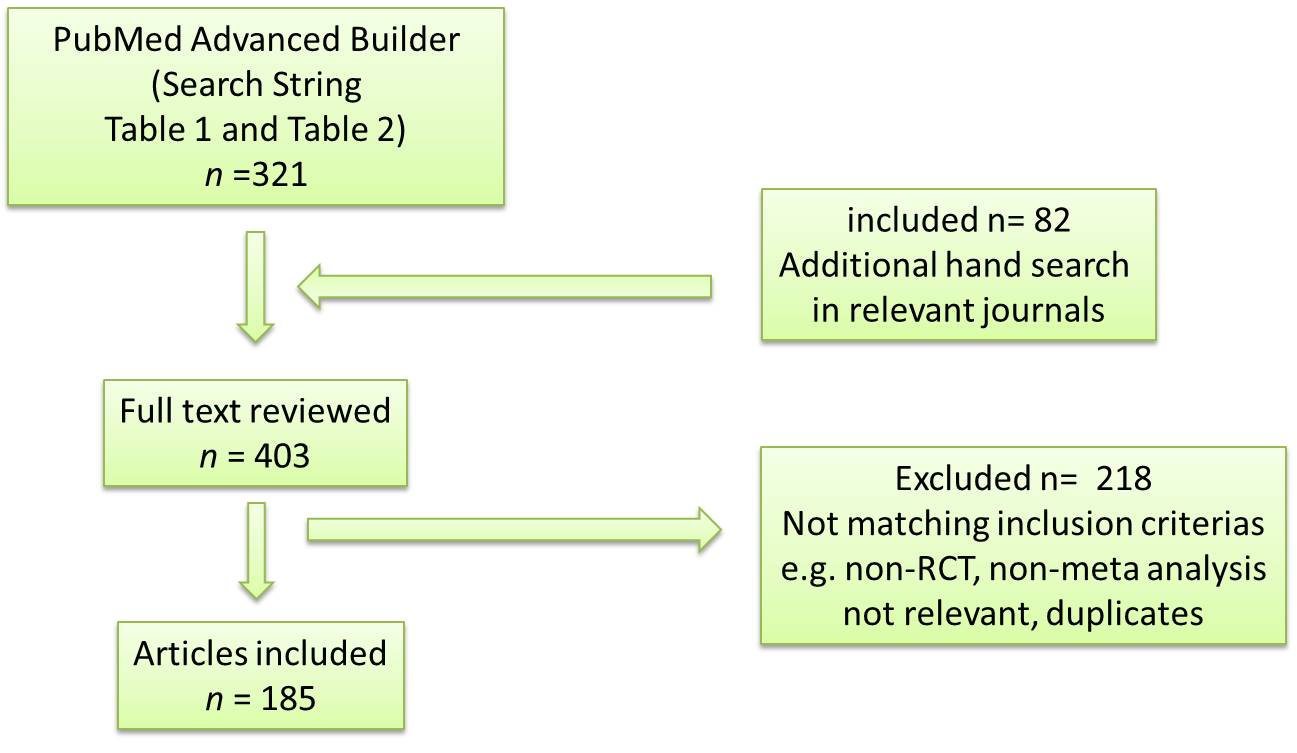 PubMed Advanced Builder
(Search String
Table 1 and Table 2)
n =321
included n= 82
Additional hand search
in relevant journals
Full text reviewed
n = 403
Excluded n=  218
Not matching inclusion criterias
e.g. non-RCT, non-meta analysis
not relevant, duplicates
Articles included
n = 185